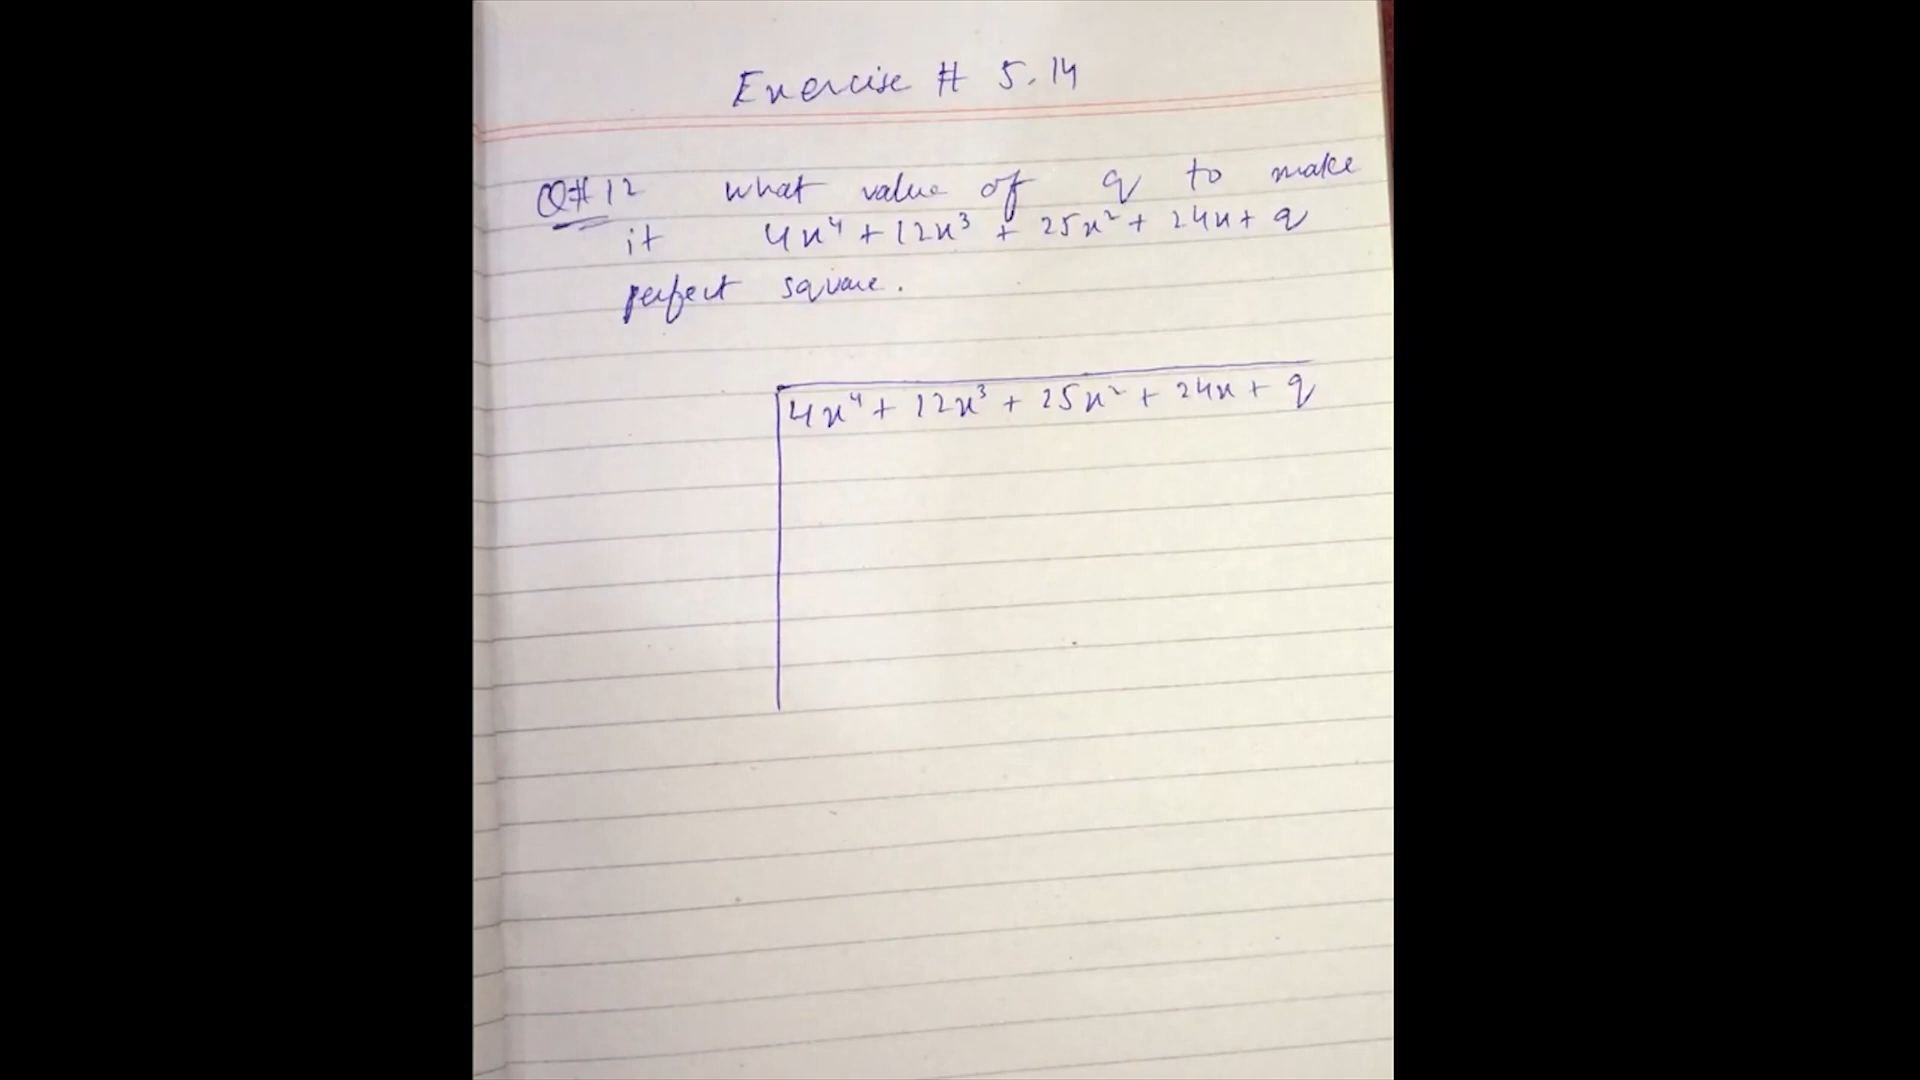 Exercise # 5.14
Q#12 what value of q to make
it 4x⁴ + 12x³ + 25x² + 24x + q
perfect square.
4x⁴ + 12x³ + 25x² + 24x + q